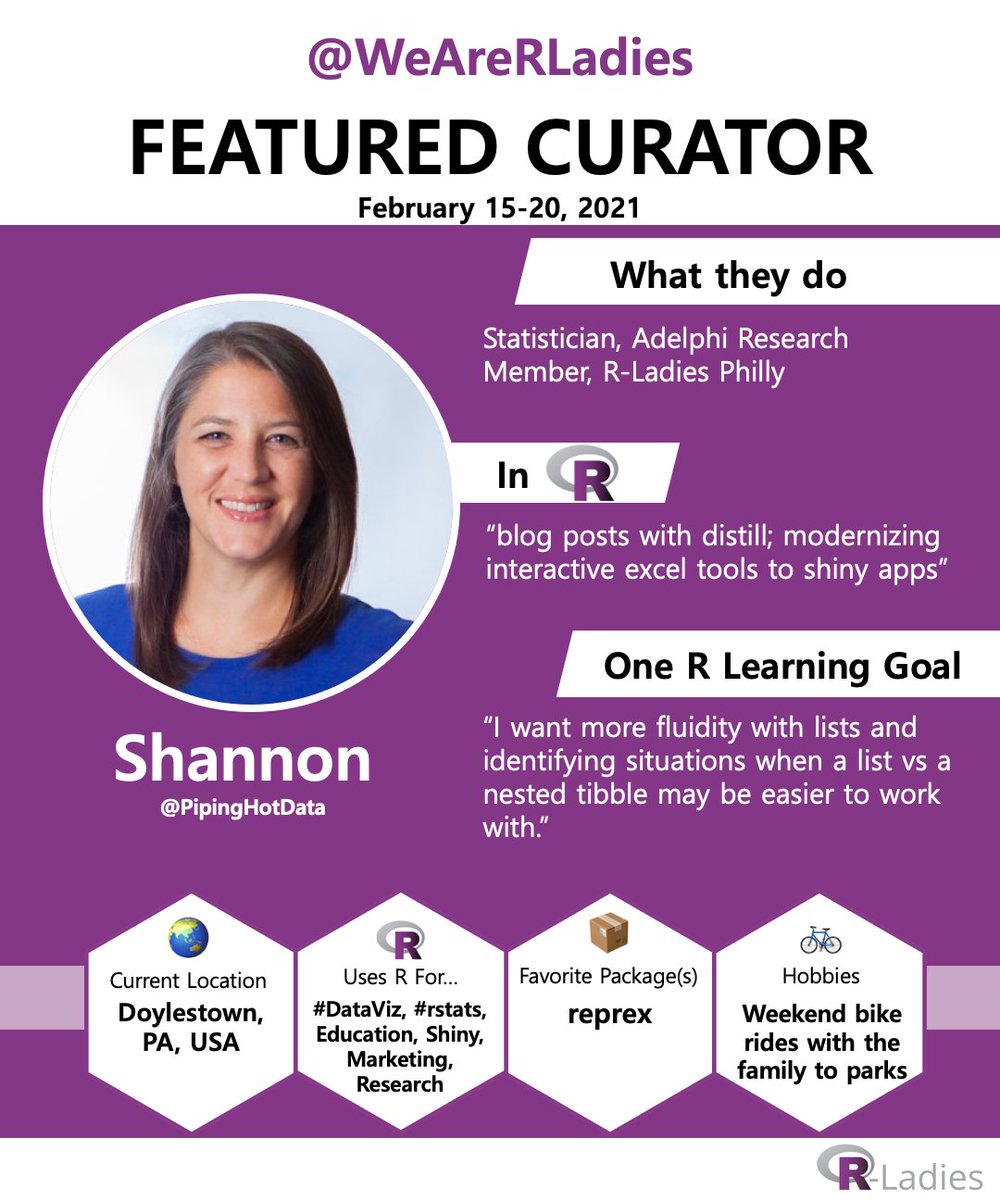 @WeAreRLadies
FEATURED CURATOR
February 15-20, 2021
What they do
Statistician, Adelphi Research
Member, R-Ladies Philly
In R
“blog posts with distill; modernizing
interactive excel tools to shiny apps”
One R Learning Goal
“I want more fluidity with lists and
identifying situations when a list vs a
nested tibble may be easier to work
with.”
Shannon
@PipingHotData
Current Location
Doylestown,
PA, USA
R
Uses R For...
#DataViz, #rstats,
Education, Shiny,
Marketing,
Research
Favorite Package(s)
reprex
Hobbies
Weekend bike
rides with the
family to parks
R-Ladies